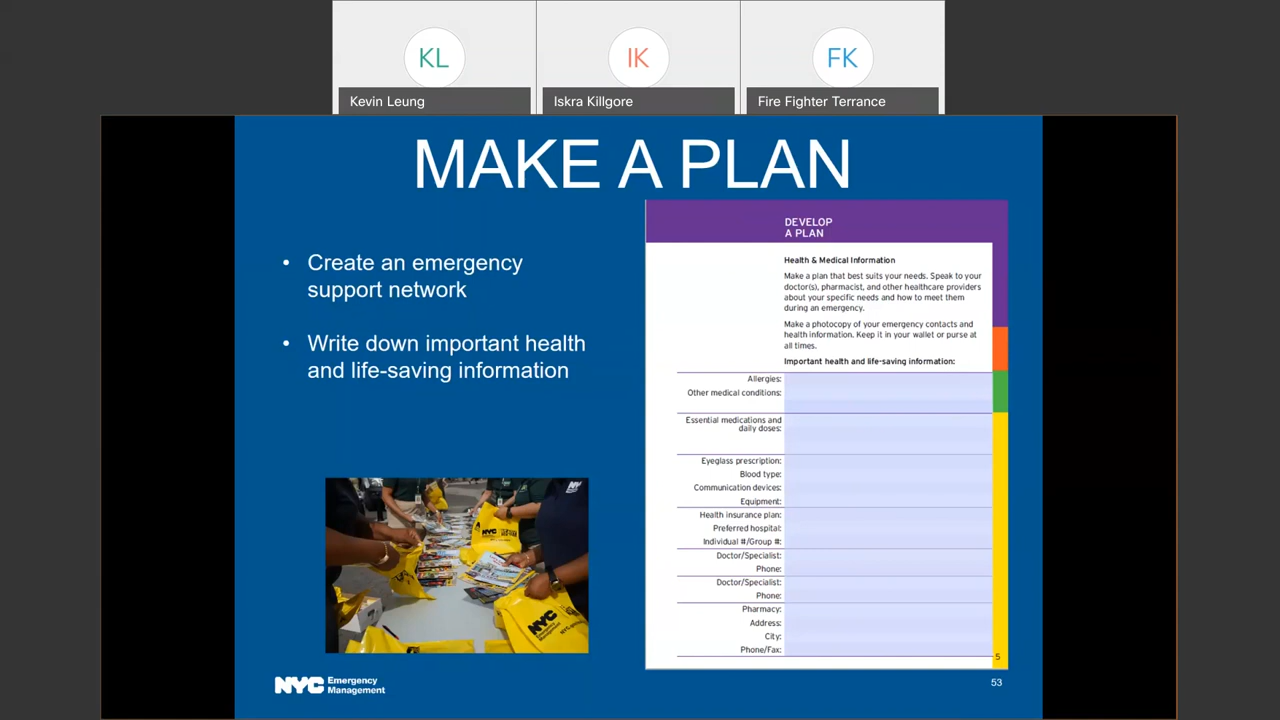 KL
IK
FK
Kevin Leung
Iskra Killgore
Fire Fighter Terrance
MAKE A PLAN
• Create an emergency
support network
• Write down important health
and life-saving information
DEVELOP
A PLAN
Health & Medical Information
Make a plan that best suits your needs. Speak to your
doctor(s), pharmacist, and other healthcare providers
about your specific needs and how to meet them
during an emergency.
Make a photocopy of your emergency contacts and
health information. Keep it in your wallet or purse at
all times.
Important health and life-saving information:
Allergies:
Other medical conditions:
Essential medications and
daily doses:
Eyeglass prescription:
Blood type:
Communication devices:
Equipment:
Health insurance plan:
Preferred hospital:
Individual #/Group #:
Doctor/Specialist:
Phone:
Doctor/Specialist:
Phone:
Pharmacy:
Address:
City:
Phone/Fax:
5
NYC
NYC
NYC
Emergency
Management
NYC Emergency
Management
53